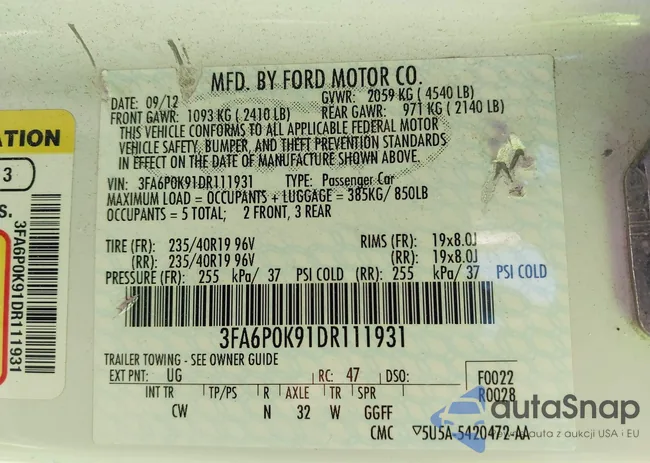 MFD. BY FORD MOTOR CO.
DATE: 09/12 GVWR: 2059 KG ( 4540 LB)
FRONT GAWR: 1093 KG ( 2410 LB) REAR GAWR: 971 KG ( 2140 LB)
THIS VEHICLE CONFORMS TO ALL APPLICABLE FEDERAL MOTOR
VEHICLE SAFETY, BUMPER, AND THEFT PREVENTION STANDARDS
IN EFFECT ON THE DATE OF MANUFACTURE SHOWN ABOVE.
VIN: 3FA6P0K91DR111931 TYPE: Passenger Car
MAXIMUM LOAD = OCCUPANTS + LUGGAGE = 385KG/ 850LB
OCCUPANTS = 5 TOTAL; 2 FRONT, 3 REAR
TIRE (FR): 235/40R19 96V RIMS (FR): 19x8.0J
(RR): 235/40R19 96V (RR): 19x8.0J
PRESSURE (FR): 255 kPa/ 37 PSI COLD (RR): 255 kPa/ 37 PSI COLD
3FA6P0K91DR111931
TRAILER TOWING - SEE OWNER GUIDE
EXT PNT: UG RC: 47 DSO: F0022
R0028
INT TR TP/PS R AXLE TR SPR
CW N 32 W GGFF
CMC ▽5U5A-5420472-AA
ATION
3
S.
3FA6P0K91DR111931
autaSnap
auta z aukcji USA i EU